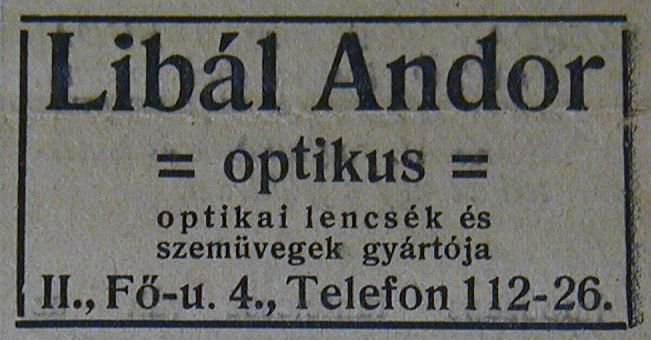 Libál Andor
= optikus =
optikai lencsék és
szemüvegek gyártója
II., Fő-u. 4., Telefon 112-26.